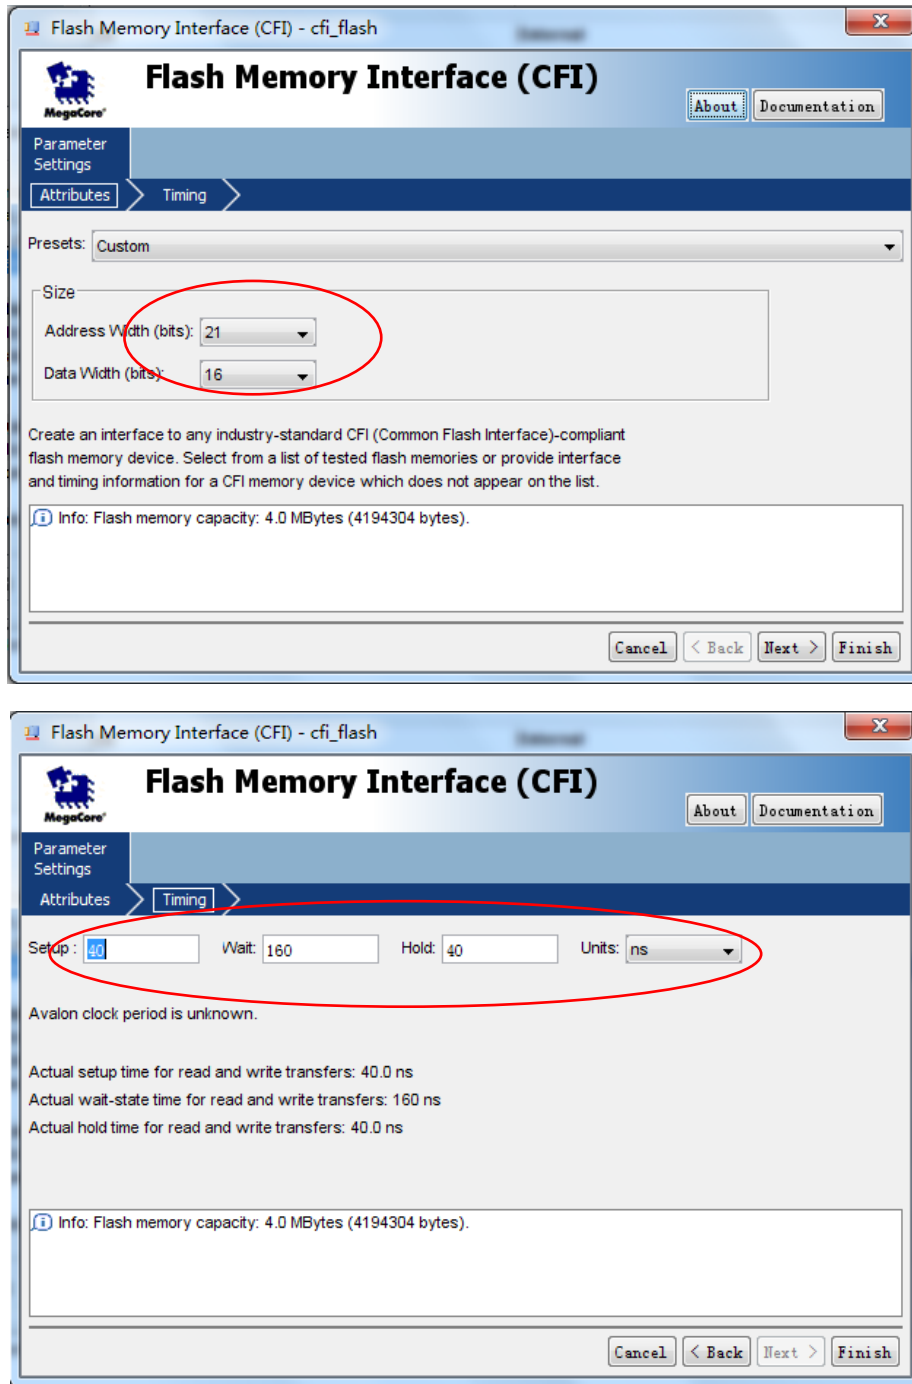 Flash Memory Interface (CFI) - cfi_flash
MegaCore'
Flash Memory Interface (CFI)
About
Documentation
Parameter
Settings
Attributes
Timing
Presets: Custom
Size
Address Width (bits): 21
Data Width (bits): 16
Create an interface to any industry-standard CFI (Common Flash Interface)-compliant
flash memory device. Select from a list of tested flash memories or provide interface
and timing information for a CFI memory device which does not appear on the list.
Info: Flash memory capacity: 4.0 MBytes (4194304 bytes).
Cancel
< Back
Next >
Finish
Flash Memory Interface (CFI) - cfi_flash
MegaCore'
Flash Memory Interface (CFI)
About
Documentation
Parameter
Settings
Attributes
Timing
Setup : 40 Wait: 160 Hold: 40 Units: ns
Avalon clock period is unknown.
Actual setup time for read and write transfers: 40.0 ns
Actual wait-state time for read and write transfers: 160 ns
Actual hold time for read and write transfers: 40.0 ns
Info: Flash memory capacity: 4.0 MBytes (4194304 bytes).
Cancel
< Back
Next >
Finish